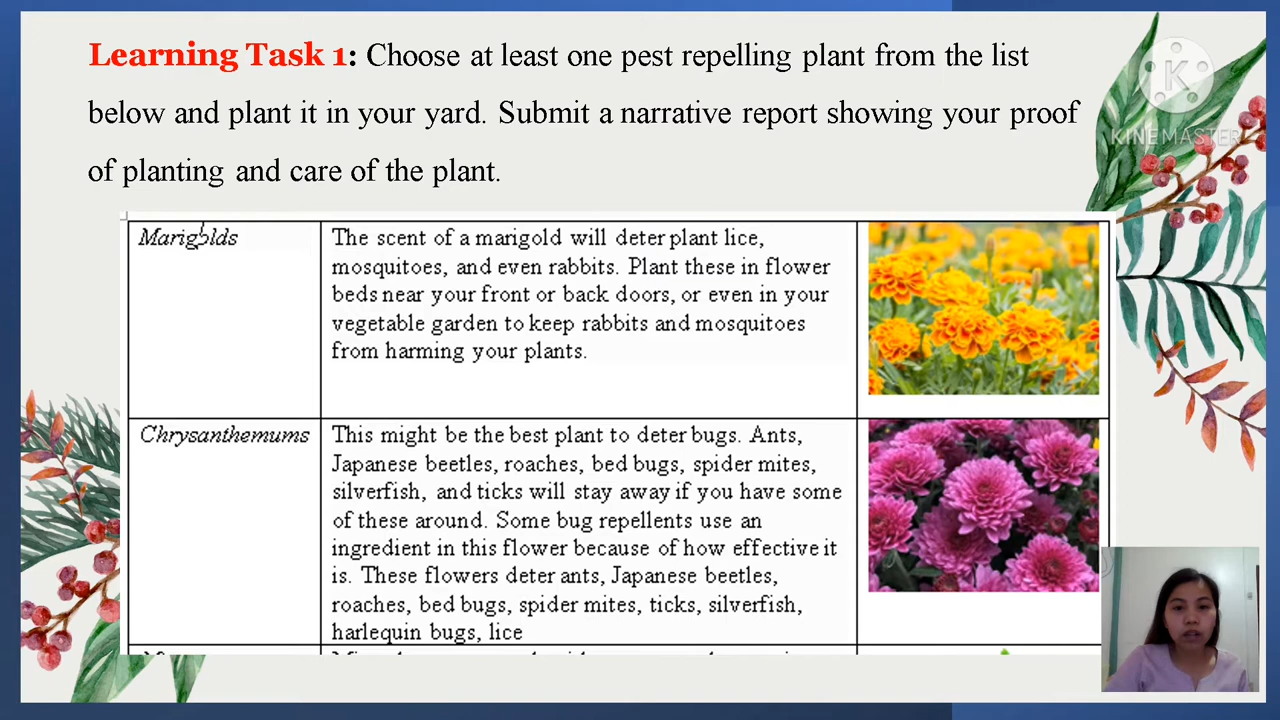 Learning Task 1: Choose at least one pest repelling plant from the list
below and plant it in your yard. Submit a narrative report showing your proof
of planting and care of the plant.
K
KINEMASTER
Marigolds
The scent of a marigold will deter plant lice,
mosquitoes, and even rabbits. Plant these in flower
beds near your front or back doors, or even in your
vegetable garden to keep rabbits and mosquitoes
from harming your plants.
Chrysanthemums
This might be the best plant to deter bugs. Ants,
Japanese beetles, roaches, bed bugs, spider mites,
silverfish, and ticks will stay away if you have some
of these around. Some bug repellents use an
ingredient in this flower because of how effective it
is. These flowers deter ants, Japanese beetles,
roaches, bed bugs, spider mites, ticks, silverfish,
harlequin bugs, lice